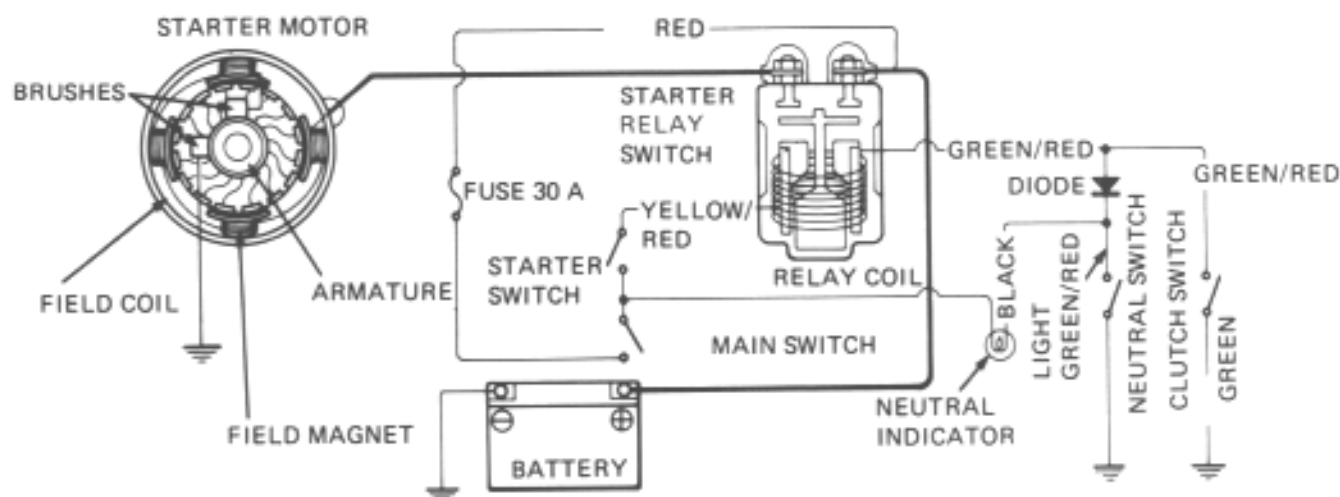 STARTER MOTOR
RED
BRUSHES
STARTER
RELAY
SWITCH
GREEN/RED
GREEN/RED
FUSE 30 A
DIODE
YELLOW/
RED
STARTER
SWITCH
RELAY COIL
BLACK
LIGHT
GREEN/RED
NEUTRAL SWITCH
CLUTCH SWITCH
GREEN
FIELD COIL
ARMATURE
MAIN SWITCH
FIELD MAGNET
NEUTRAL
INDICATOR
BATTERY